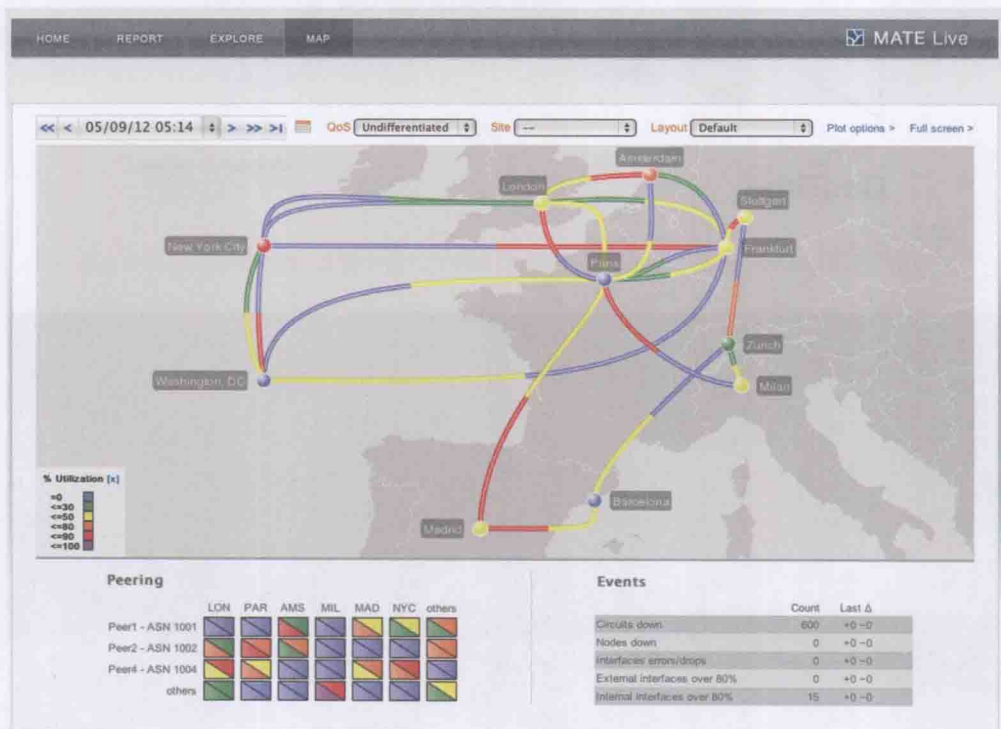 HOME REPORT EXPLORE MAP MATE Live
<< < 05/09/12 05:14 > >> >| QoS Undifferentiated Site -- Layout Default Plot options > Full screen >
Amsterdam
London
Stuttgart
New York City
Frankfurt
Paris
Zurich
Washington, DC
Milan
% Utilization [x]
=0
<=30
<=50
<=80
<=90
<=100
Barcelona
Madrid
Peering
LON PAR AMS MIL MAD NYC others
Peer1 - ASN 1001
Peer2 - ASN 1002
Peer4 - ASN 1004
others
Events
Count Last Δ
Circuits down 600 +0 -0
Nodes down 0 +0 -0
Interfaces errors/drops 0 +0 -0
External interfaces over 80% 0 +0 -0
Internal interfaces over 80% 15 +0 -0